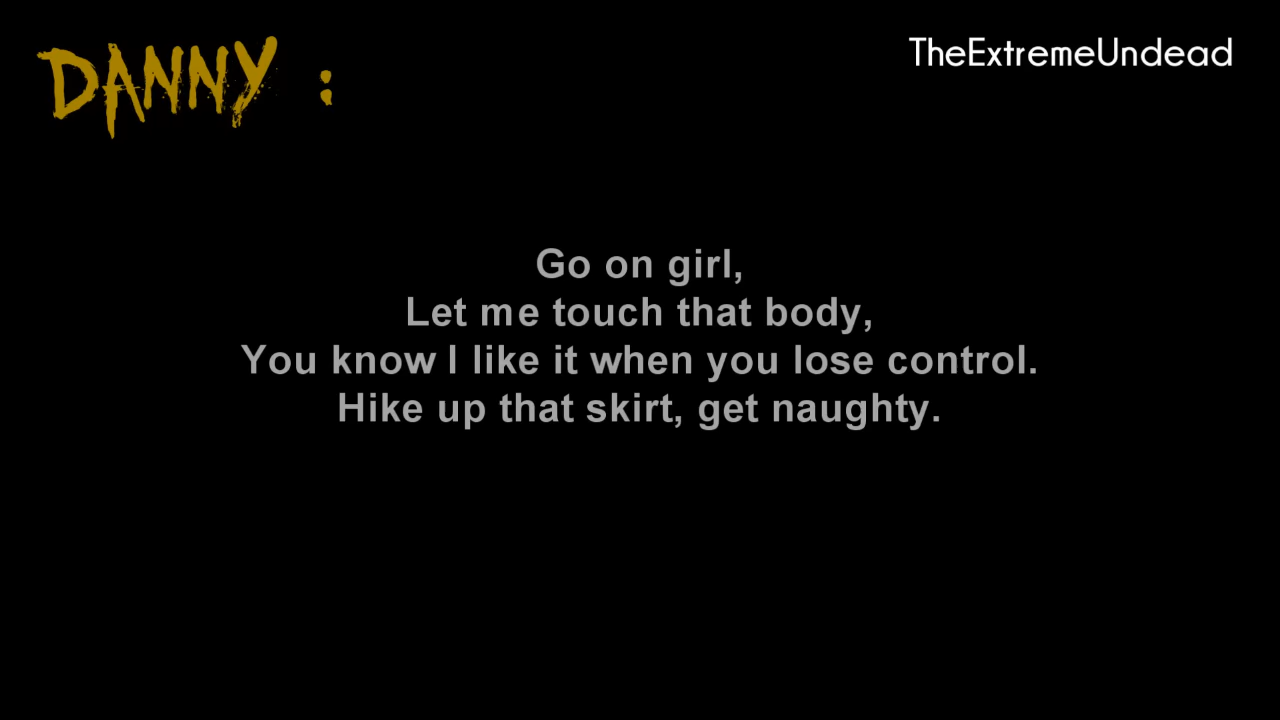 DANNY :
TheExtremeUndead
Go on girl,
Let me touch that body,
You know I like it when you lose control.
Hike up that skirt, get naughty.